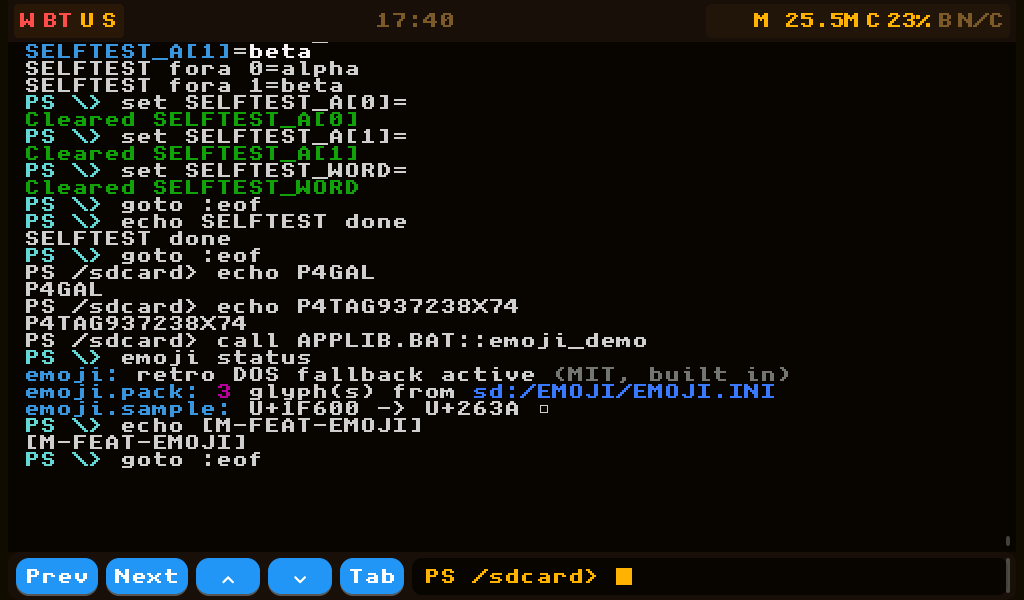 W BT U S 17:40 M 25.5M C 23% B N/C
SELFTEST_A[1]=beta
SELFTEST fora 0=alpha
SELFTEST fora 1=beta
PS \> set SELFTEST_A[0]=
Cleared SELFTEST_A[0]
PS \> set SELFTEST_A[1]=
Cleared SELFTEST_A[1]
PS \> set SELFTEST_WORD=
Cleared SELFTEST_WORD
PS \> goto :eof
PS \> echo SELFTEST done
SELFTEST done
PS \> goto :eof
PS /sdcard> echo P4GAL
P4GAL
PS /sdcard> echo P4TAG937238X74
P4TAG937238X74
PS /sdcard> call APPLIB.BAT::emoji_demo
PS \> emoji status
emoji: retro DOS fallback active (MIT, built in)
emoji.pack: 3 glyph(s) from sd:/EMOJI/EMOJI.INI
emoji.sample: U+1F600 -> U+263A ▯
PS \> echo [M-FEAT-EMOJI]
[M-FEAT-EMOJI]
PS \> goto :eof
Prev Next ^ ⌄ Tab PS /sdcard>